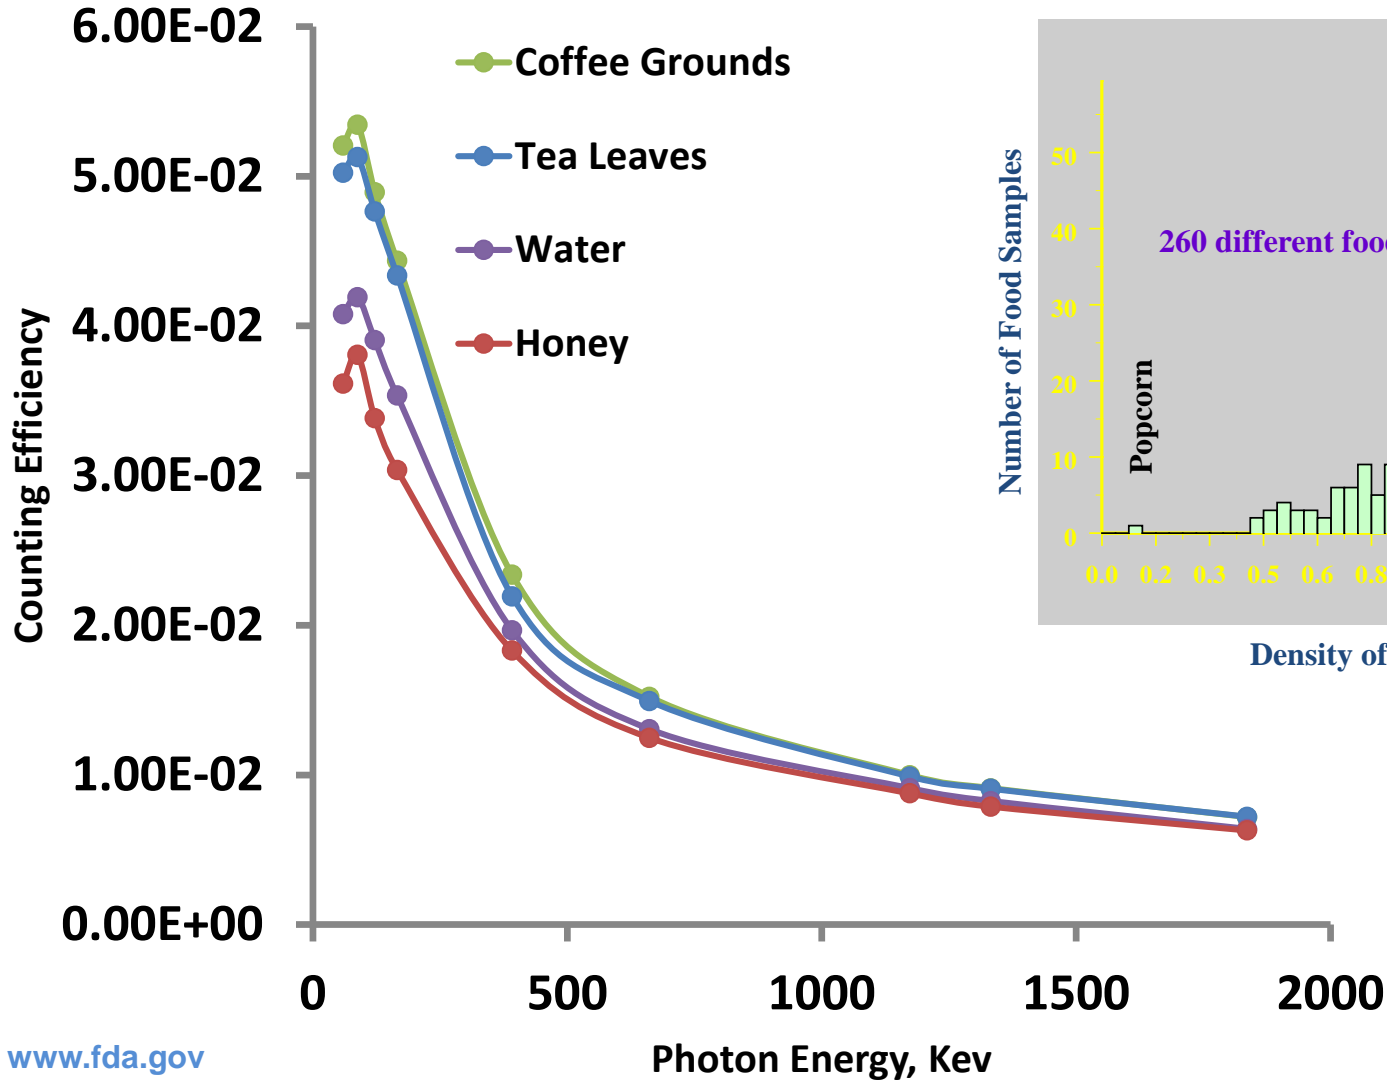 6.00E-02
5.00E-02
4.00E-02
3.00E-02
2.00E-02
1.00E-02
0.00E+00
Counting Efficiency
Coffee Grounds
Tea Leaves
Water
Honey
0 500 1000 1500 2000
Photon Energy, Kev
www.fda.gov
Number of Food Samples
50
40
30
20
10
0
260 different food
Popcorn
0.0 0.2 0.3 0.5 0.6 0.8
Density of